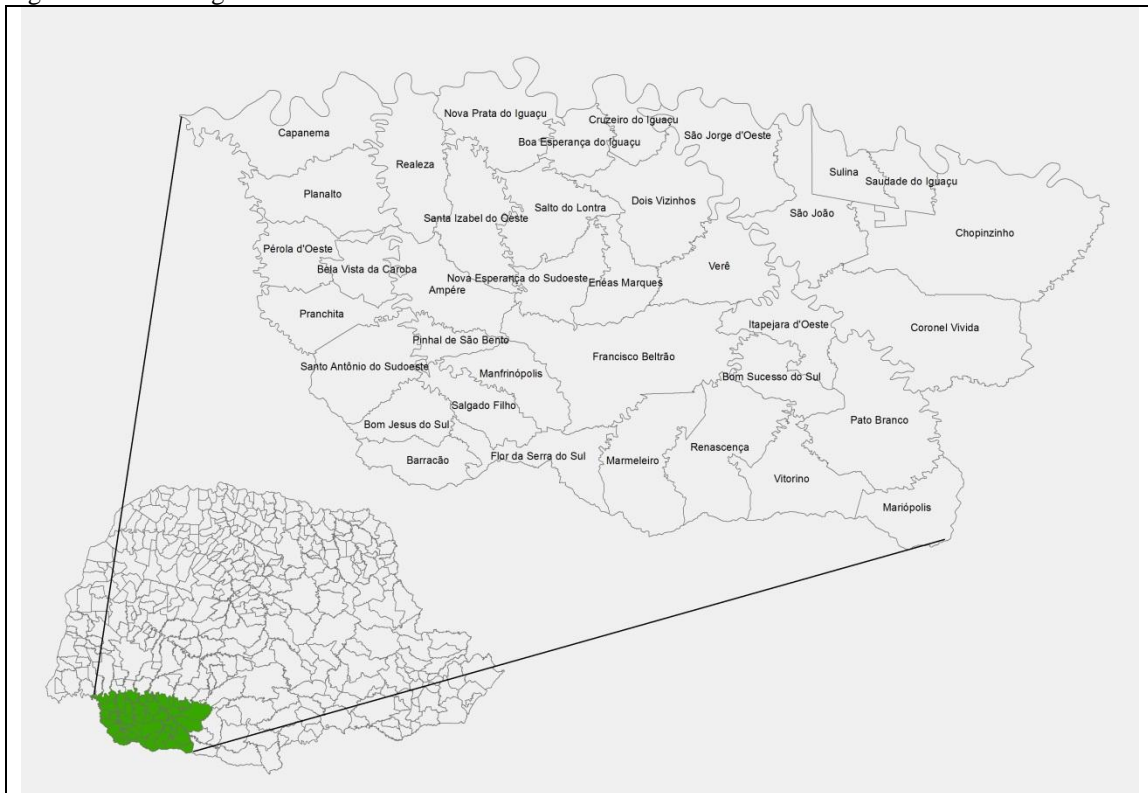 Nova Prata do Iguaçu
Cruzeiro do Iguaçu
Capanema
São Jorge d'Oeste
Boa Esperança do Iguaçu
Realeza
Sulina
Saudade do Iguaçu
Planalto
Dois Vizinhos
Salto do Lontra
São João
Santa Izabel do Oeste
Chopinzinho
Pérola d'Oeste
Bela Vista da Caroba
Verê
Nova Esperança do Sudoeste
Enéas Marques
Ampére
Pranchita
Itapejara d'Oeste
Coronel Vivida
Pinhal de São Bento
Francisco Beltrão
Santo Antônio do Sudoeste
Manfrinópolis
Bom Sucesso do Sul
Salgado Filho
Pato Branco
Bom Jesus do Sul
Renascença
Flor da Serra do Sul
Barracão
Marmeleiro
Vitorino
Mariópolis